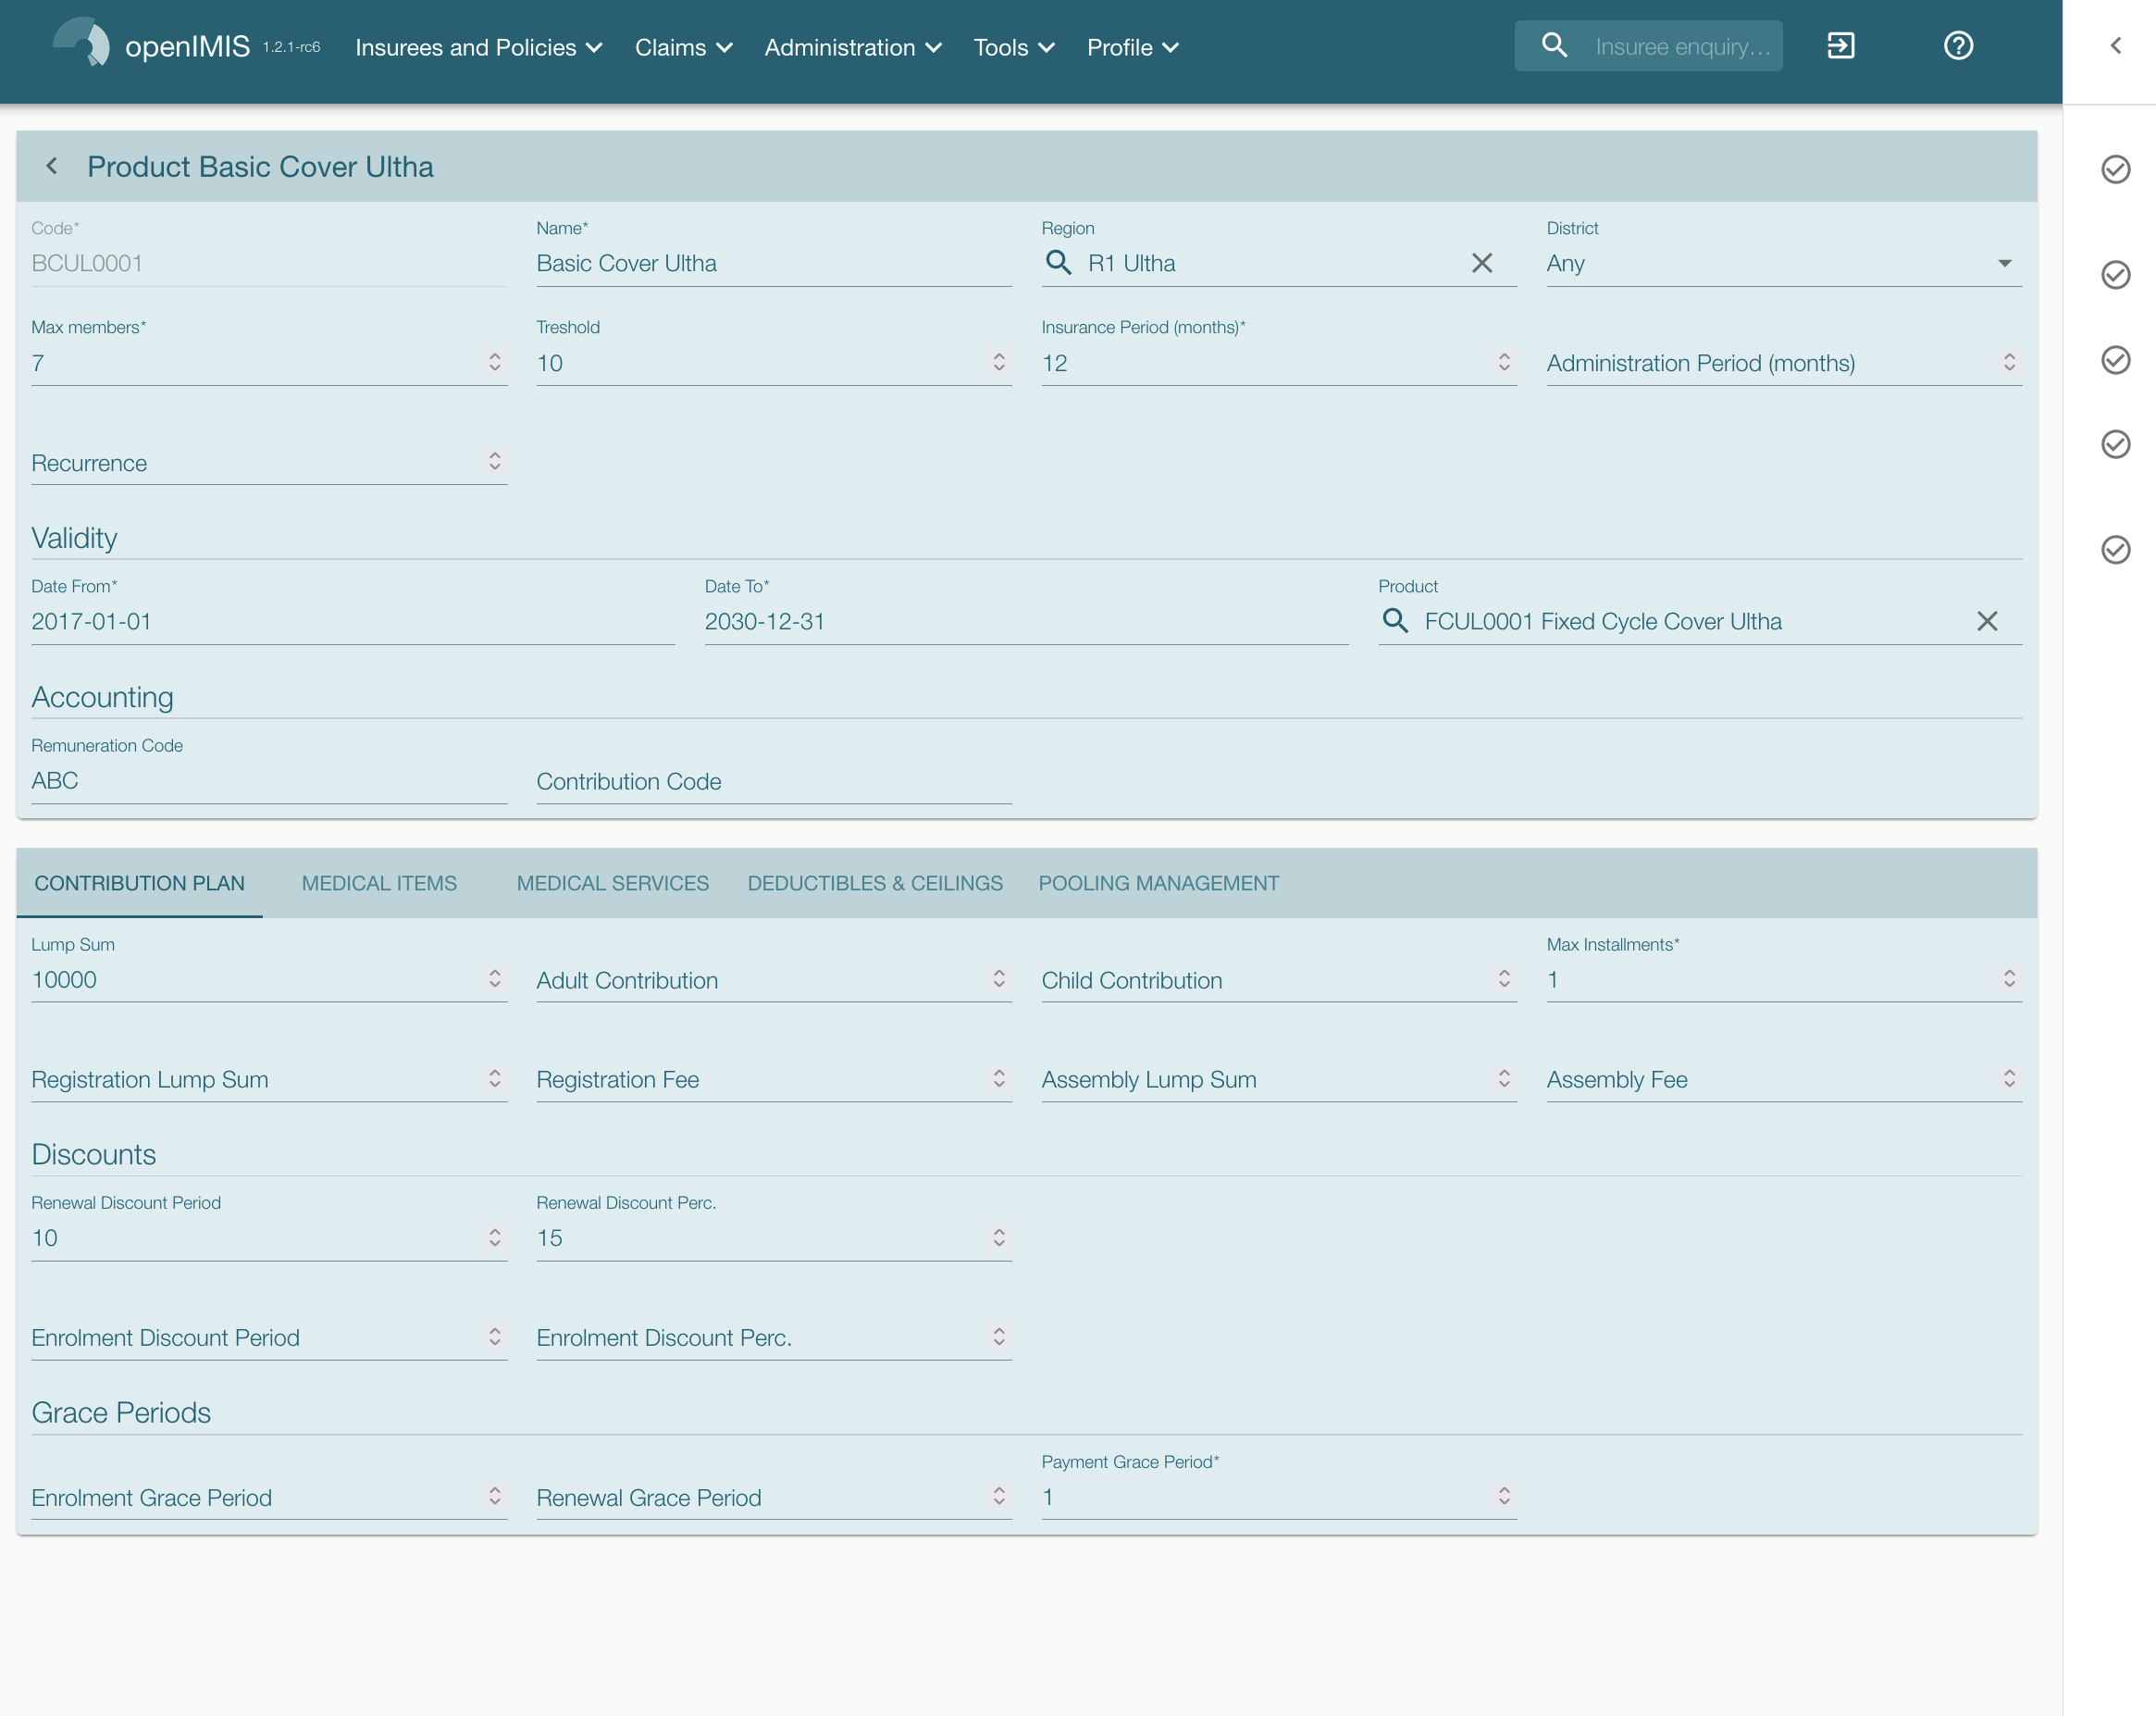 openIMIS 1.2.1-rc6 Insurees and Policies Claims Administration Tools Profile Insuree enquiry...
Product Basic Cover Ultha
Code* Name* Region District
BCUL0001 Basic Cover Ultha R1 Ultha Any
Max members* Treshold Insurance Period (months)*
7 10 12 Administration Period (months)
Recurrence
Validity
Date From* Date To* Product
2017-01-01 2030-12-31 FCUL0001 Fixed Cycle Cover Ultha
Accounting
Remuneration Code
ABC Contribution Code
CONTRIBUTION PLAN MEDICAL ITEMS MEDICAL SERVICES DEDUCTIBLES & CEILINGS POOLING MANAGEMENT
Lump Sum Max Installments*
10000 Adult Contribution Child Contribution 1
Registration Lump Sum Registration Fee Assembly Lump Sum Assembly Fee
Discounts
Renewal Discount Period Renewal Discount Perc.
10 15
Enrolment Discount Period Enrolment Discount Perc.
Grace Periods
Payment Grace Period*
Enrolment Grace Period Renewal Grace Period 1